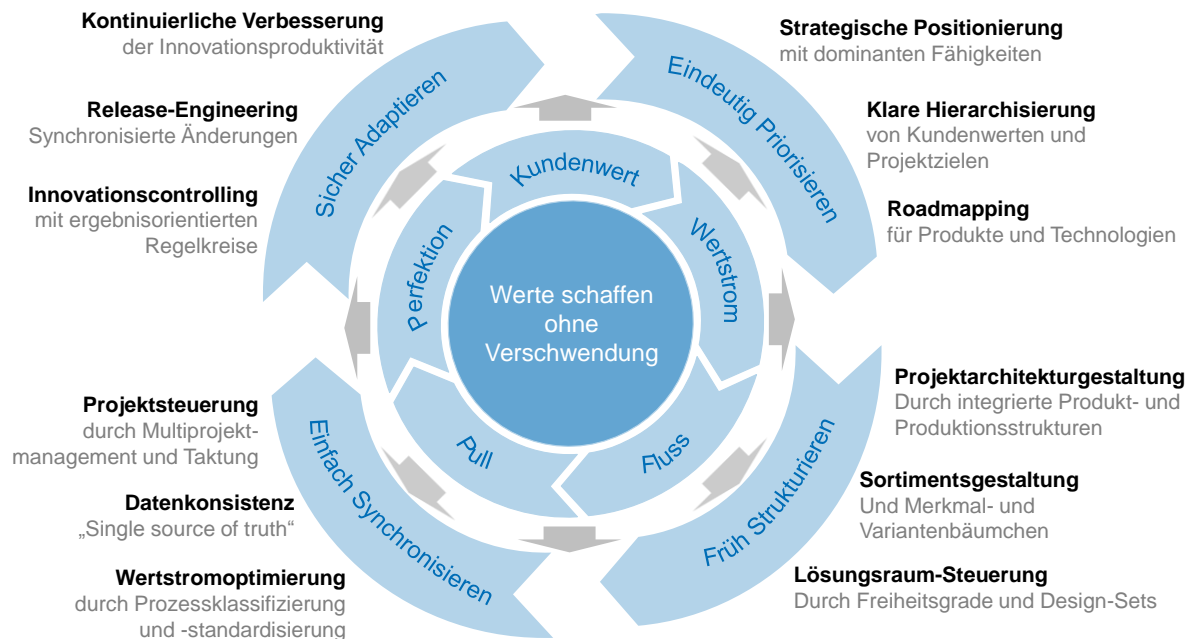 Kontinuierliche Verbesserung
der Innovationsproduktivität
Release-Engineering
Synchronisierte Änderungen
Innovationscontrolling
mit ergebnisorientierten
Regelkreise
Strategische Positionierung
mit dominanten Fähigkeiten
Klare Hierarchisierung
von Kundenwerten und
Projektzielen
Roadmapping
für Produkte und Technologien
Sicher Adaptieren
Eindeutig Priorisieren
Kundenwert
Wertstrom
Fluss
Pull
Perfektion
Werte schaffen
ohne
Verschwendung
Einfach Synchronisieren
Früh Strukturieren
Projektsteuerung
durch Multiprojekt-
management und Taktung
Datenkonsistenz
„Single source of truth“
Wertstromoptimierung
durch Prozessklassifizierung
und -standardisierung
Projektarchitekturgestaltung
Durch integrierte Produkt- und
Produktionsstrukturen
Sortimentsgestaltung
Und Merkmal- und
Variantenbäumchen
Lösungsraum-Steuerung
Durch Freiheitsgrade und Design-Sets